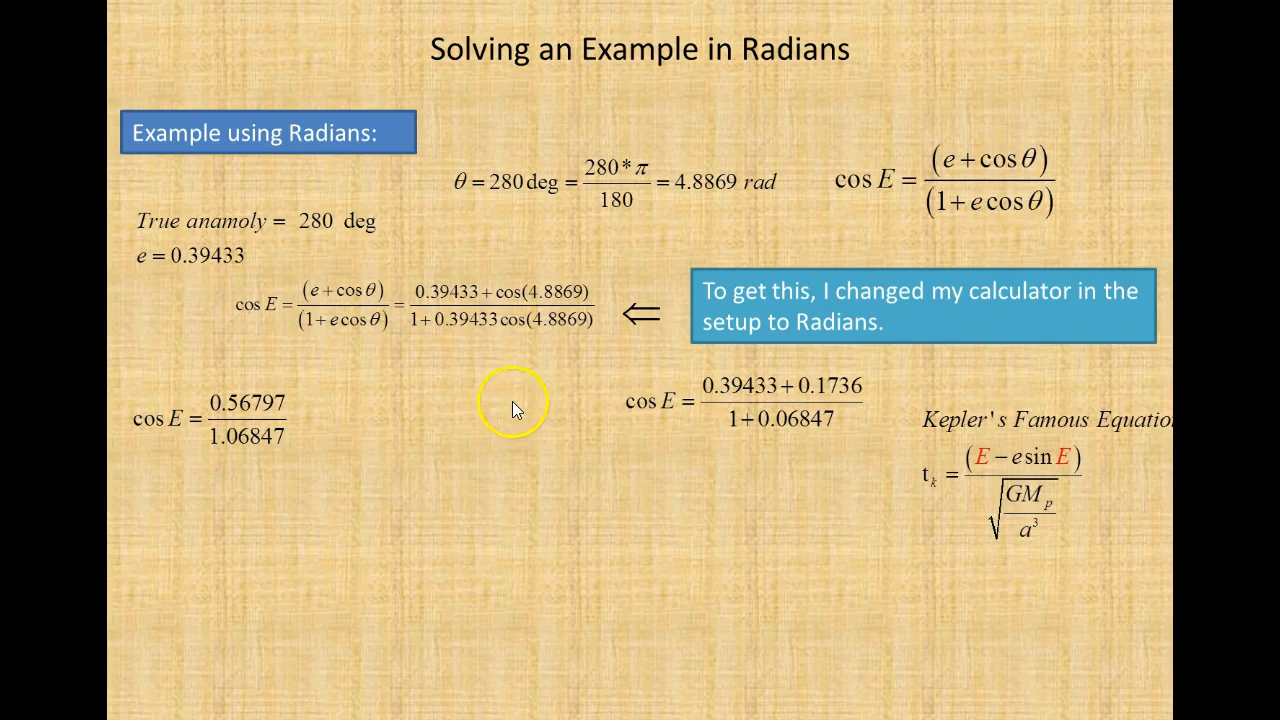 Solving an Example in Radians
Example using Radians:
θ = 280 deg = (280 * π)/180 = 4.8869 rad
cos E = (e + cos θ)/(1 + e cos θ)
True anamoly = 280 deg
e = 0.39433
cos E = (e + cos θ)/(1 + e cos θ) = (0.39433 + cos(4.8869))/(1 + 0.39433 cos(4.8869))
⇐
To get this, I changed my calculator in the
setup to Radians.
cos E = 0.56797/1.06847
cos E = (0.39433 + 0.1736)/(1 + 0.06847)
Kepler's Famous Equation
t_k = (E − e sin E)/√(GM_p/a^3)